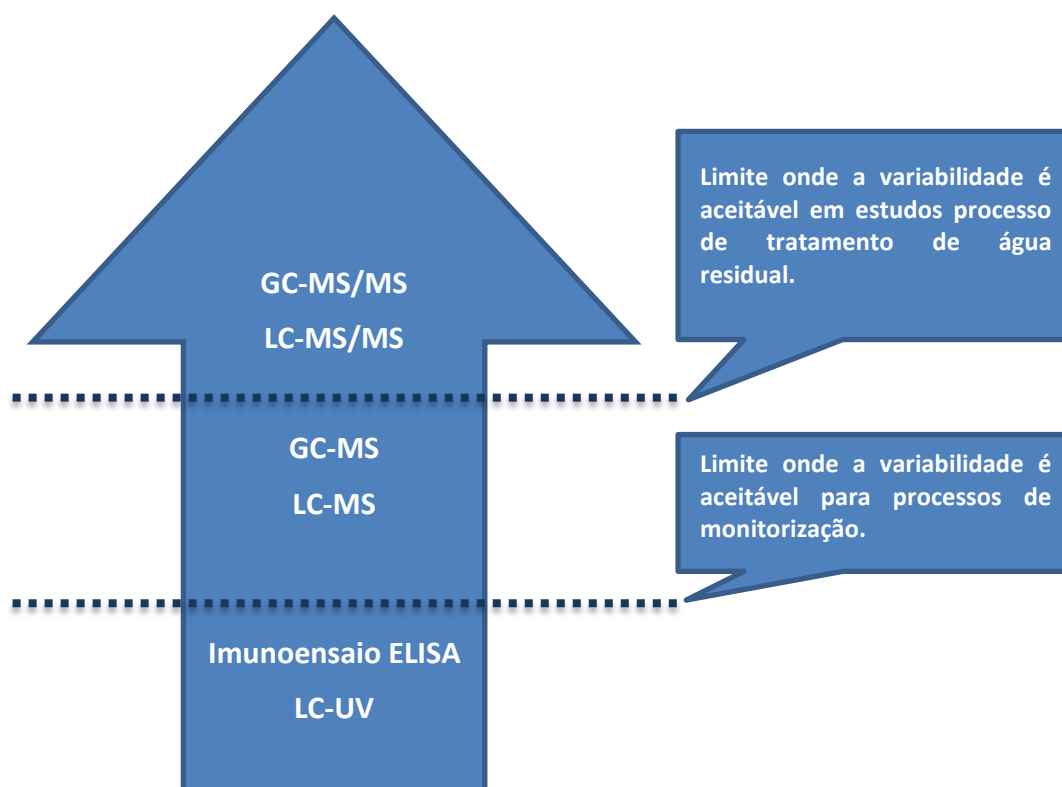 GC-MS/MS
LC-MS/MS
Limite onde a variabilidade é
aceitável em estudos processo
de tratamento de água
residual.
GC-MS
LC-MS
Limite onde a variabilidade é
aceitável para processos de
monitorização.
Imunoensaio ELISA
LC-UV